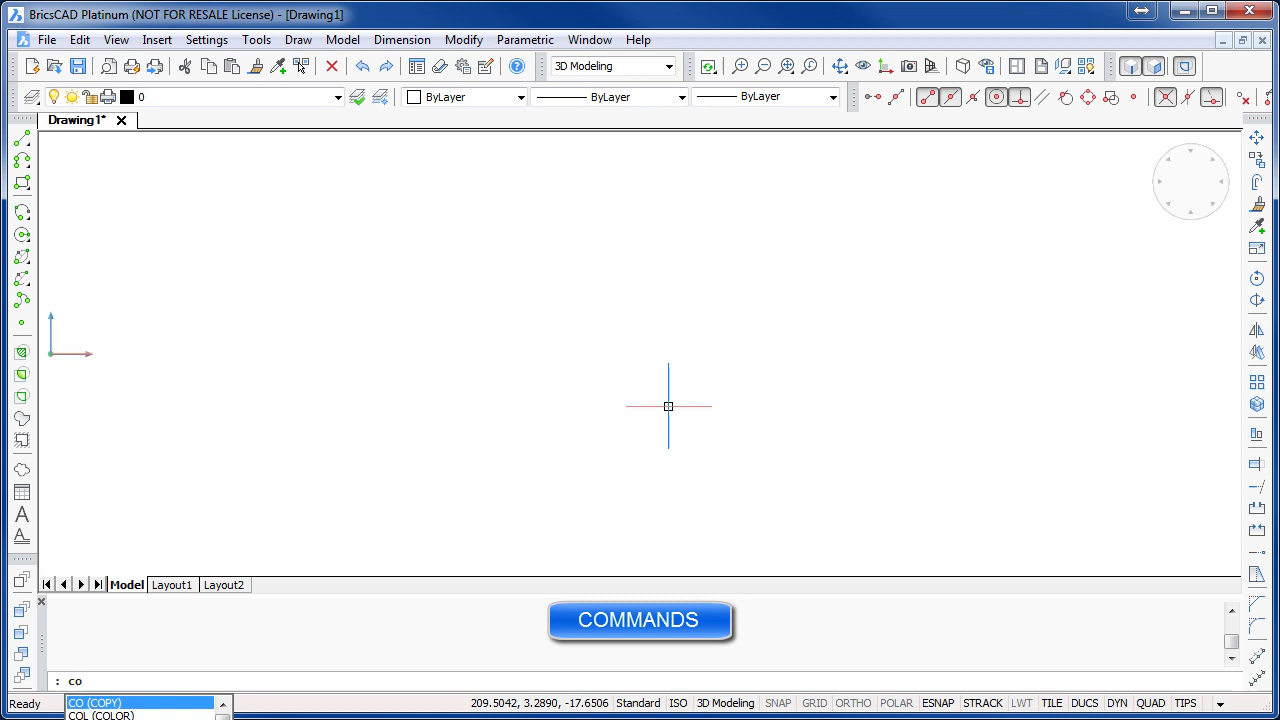 BricsCAD Platinum (NOT FOR RESALE License) - [Drawing1]
File Edit View Insert Settings Tools Draw Model Dimension Modify Parametric Window Help
3D Modeling
0 ByLayer ByLayer ByLayer
Drawing1*
Model Layout1 Layout2
COMMANDS
: co
Ready CO (COPY) 209.5042, 3.2890, -17.6506 Standard ISO 3D Modeling SNAP GRID ORTHO POLAR ESNAP STRACK LWT TILE DUCS DYN QUAD TIPS
COL (COLOR)